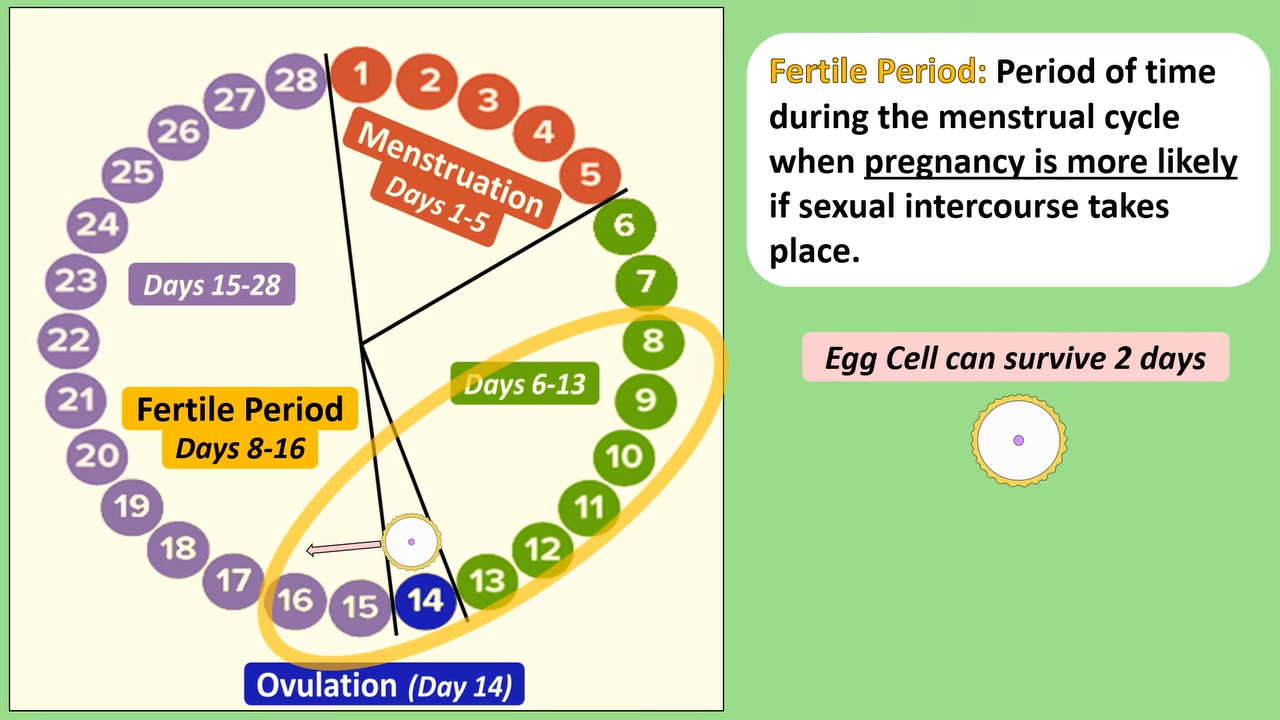 1
2
3
4
5
6
7
8
9
10
11
12
13
14
15
16
17
18
19
20
21
22
23
24
25
26
27
28
Menstruation
Days 1-5
Days 15-28
Days 6-13
Fertile Period
Days 8-16
Ovulation (Day 14)
Fertile Period: Period of time
during the menstrual cycle
when pregnancy is more likely
if sexual intercourse takes
place.
Egg Cell can survive 2 days